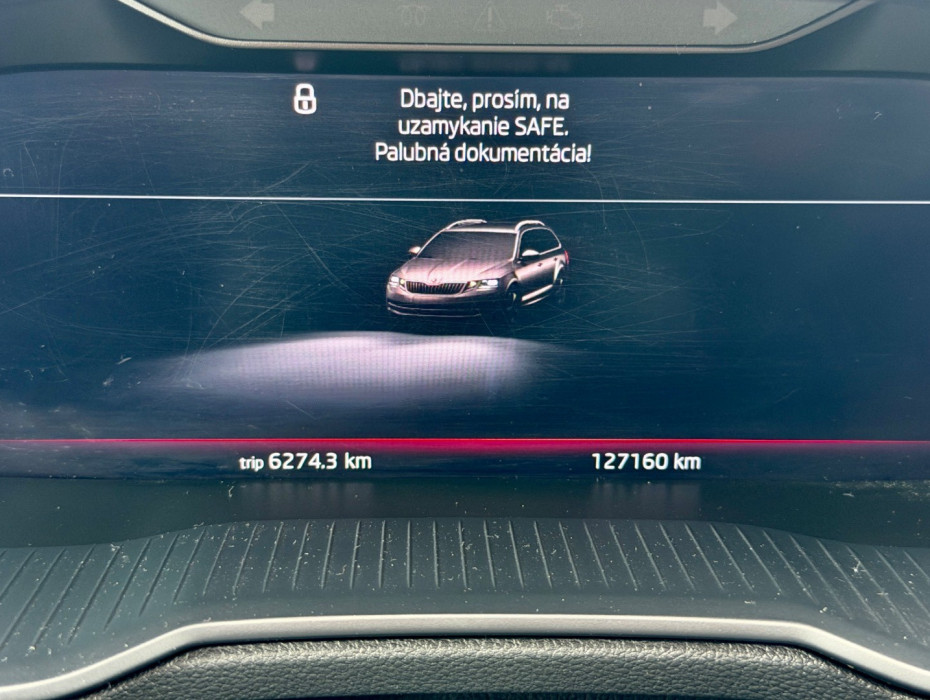 Dbajte, prosím, na
uzamykanie SAFE.
Palubná dokumentácia!
trip 6274.3 km
127160 km